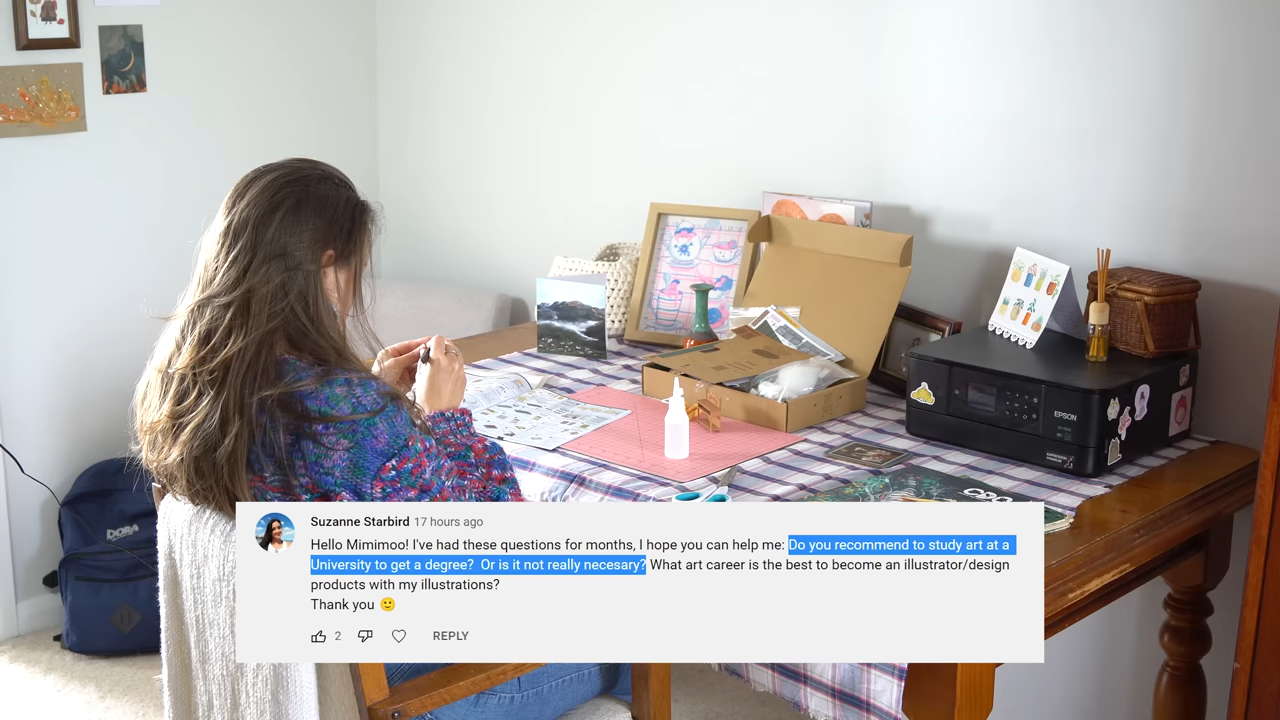 EPSON
DORA
Suzanne Starbird 17 hours ago
Hello Mimimoo! I've had these questions for months, I hope you can help me: Do you recommend to study art at a
University to get a degree?  Or is it not really necesary? What art career is the best to become an illustrator/design
products with my illustrations?
Thank you 🙂
2
REPLY